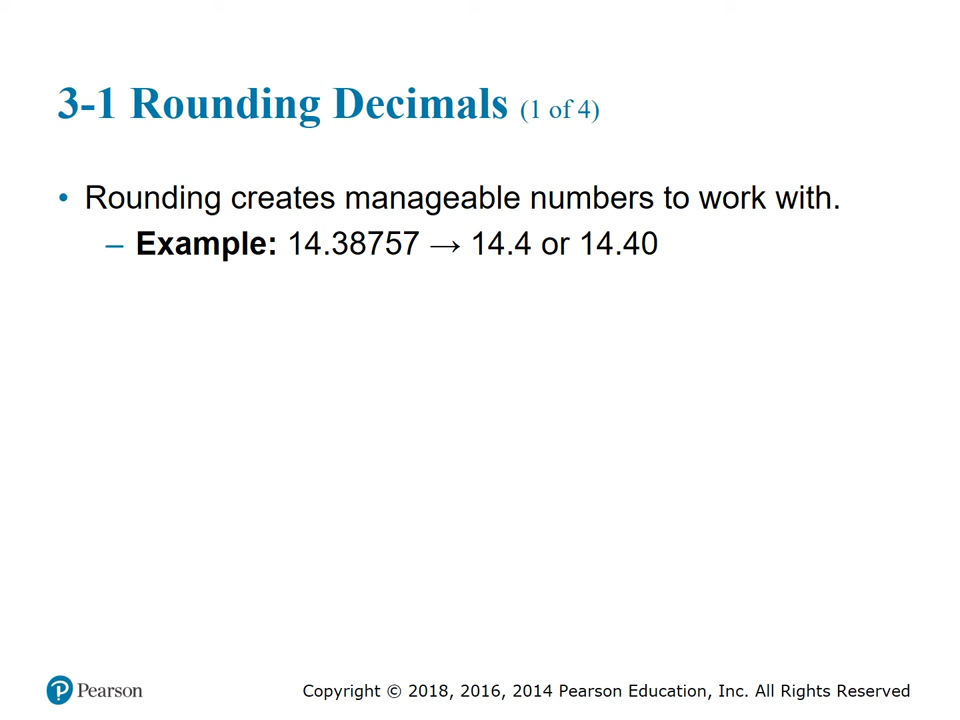 3-1 Rounding Decimals (1 of 4)
• Rounding creates manageable numbers to work with.
– Example: 14.38757 → 14.4 or 14.40
Pearson
Copyright © 2018, 2016, 2014 Pearson Education, Inc. All Rights Reserved